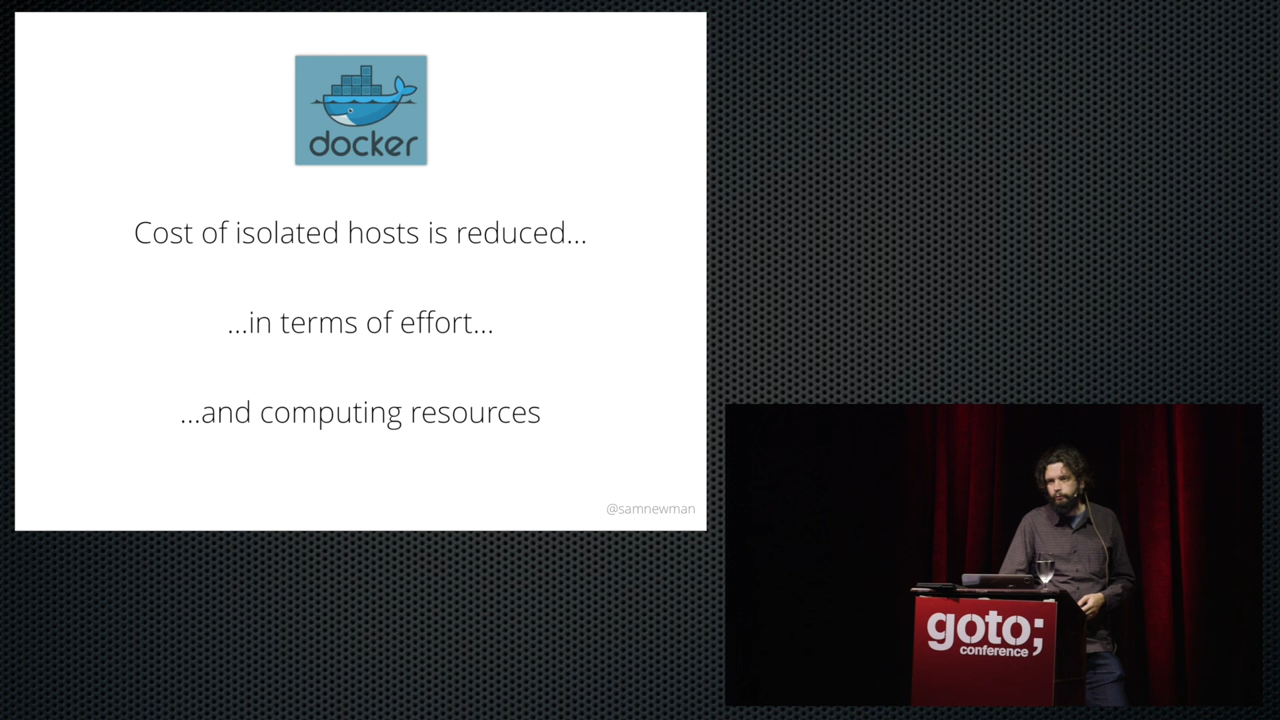 docker
Cost of isolated hosts is reduced...
...in terms of effort...
...and computing resources
@samnewman
goto;
conference